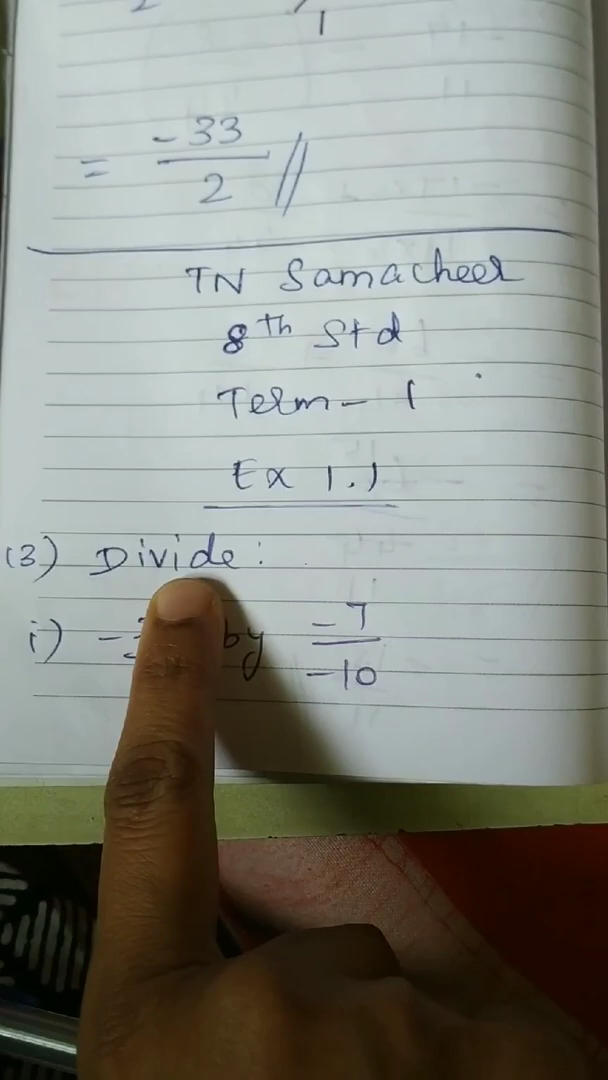 = -33/2 //
TN Samacheer
8th Std
Term - 1
Ex 1.1
(3) Divide:
i) - by -7/-10